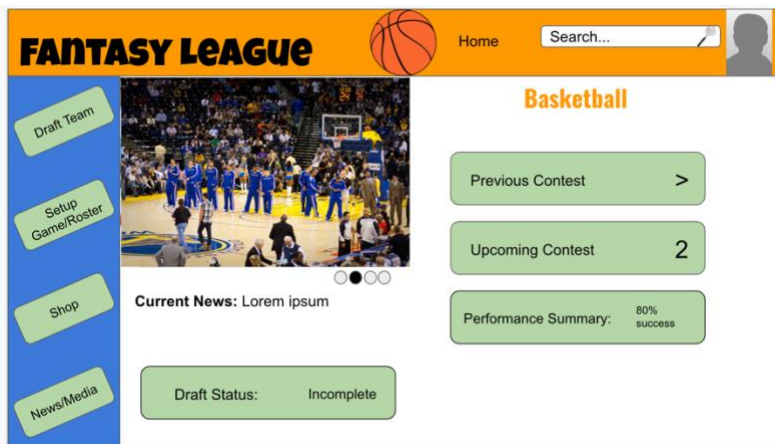 FANTASY LEAGUE
Home
Search...
Draft Team
Setup
Game/Roster
Shop
News/Media
Current News: Lorem ipsum
Draft Status: Incomplete
Basketball
Previous Contest >
Upcoming Contest 2
Performance Summary: 80%
success